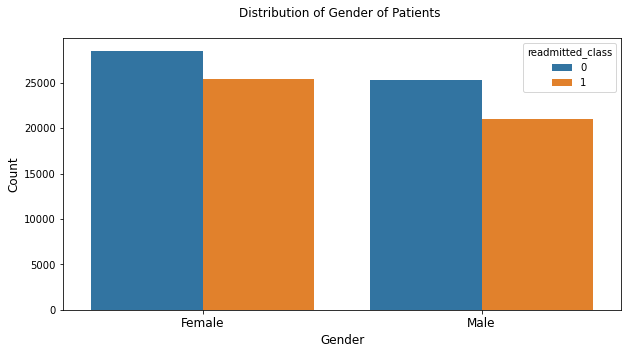 Distribution of Gender of Patients
readmitted_class
0
1
Count
25000
20000
15000
10000
5000
0
Female
Male
Gender